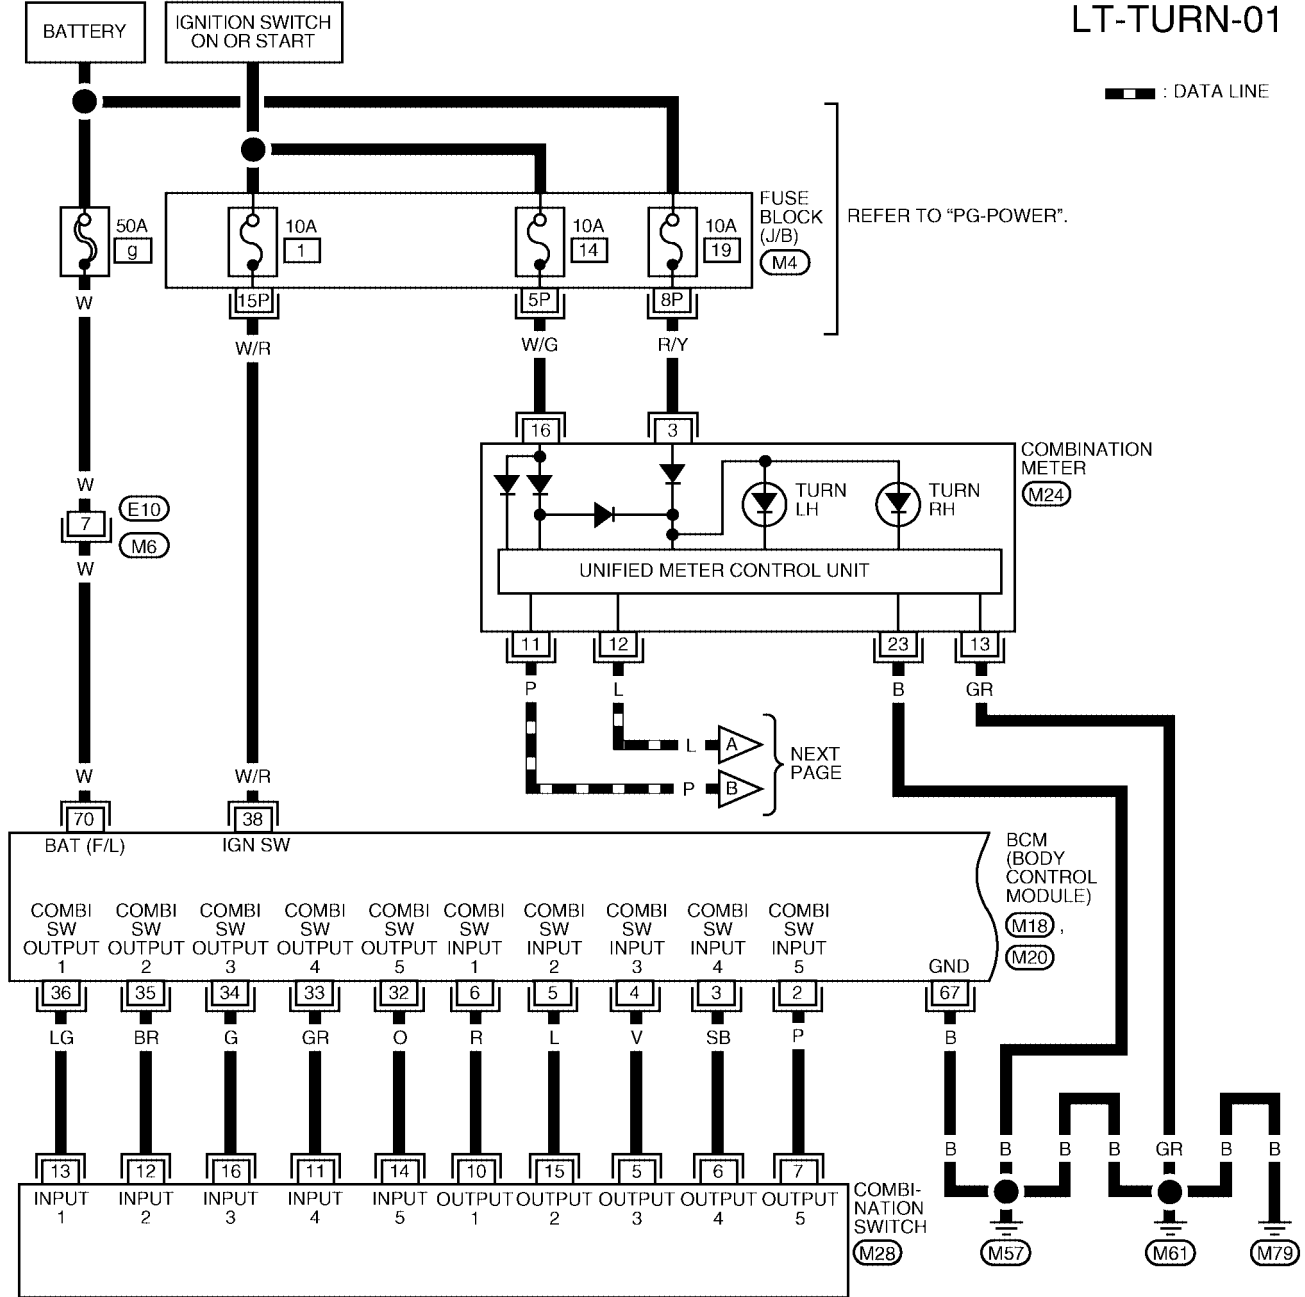 LT-TURN-01
BATTERY
IGNITION SWITCH
ON OR START
: DATA LINE
50A
g
10A
1
10A
14
10A
19
FUSE
BLOCK
(J/B)
M4
REFER TO “PG-POWER”.
15P
5P
8P
W
W/R
W/G
R/Y
16
3
COMBINATION
METER
M24
W
7
E10
M6
W
TURN
LH
TURN
RH
UNIFIED METER CONTROL UNIT
11
12
23
13
P
L
B
GR
L
A
P
B
NEXT
PAGE
W
W/R
70
38
BAT (F/L)
IGN SW
BCM
(BODY
CONTROL
MODULE)
M18 ,
M20
COMBI
SW
OUTPUT
1
COMBI
SW
OUTPUT
2
COMBI
SW
OUTPUT
3
COMBI
SW
OUTPUT
4
COMBI
SW
OUTPUT
5
COMBI
SW
INPUT
1
COMBI
SW
INPUT
2
COMBI
SW
INPUT
3
COMBI
SW
INPUT
4
COMBI
SW
INPUT
5
GND
36
35
34
33
32
6
5
4
3
2
67
LG
BR
G
GR
O
R
L
V
SB
P
B
B
B
B
B
GR
B
B
13
12
16
11
14
10
15
5
6
7
INPUT
1
INPUT
2
INPUT
3
INPUT
4
INPUT
5
OUTPUT
1
OUTPUT
2
OUTPUT
3
OUTPUT
4
OUTPUT
5
COMBI-
NATION
SWITCH
M28
M57
M61
M79